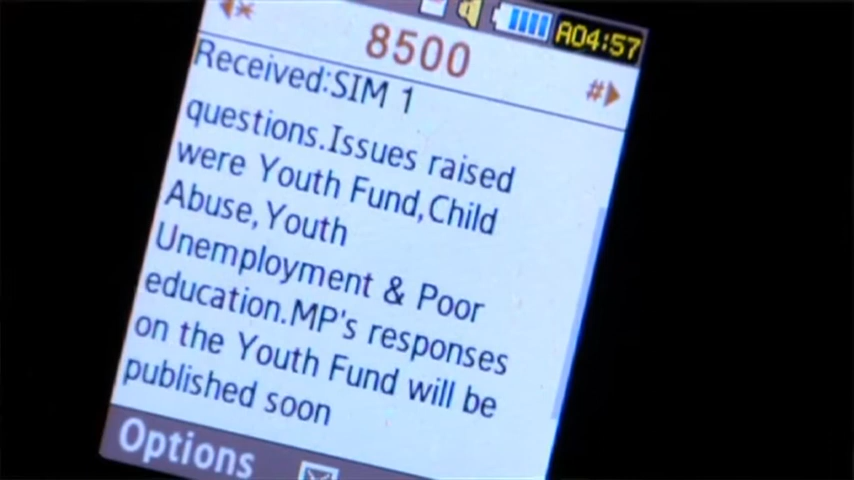 A04:57
8500
#
Received:SIM 1
questions.Issues raised
were Youth Fund,Child
Abuse,Youth
Unemployment & Poor
education.MP's responses
on the Youth Fund will be
published soon
Options